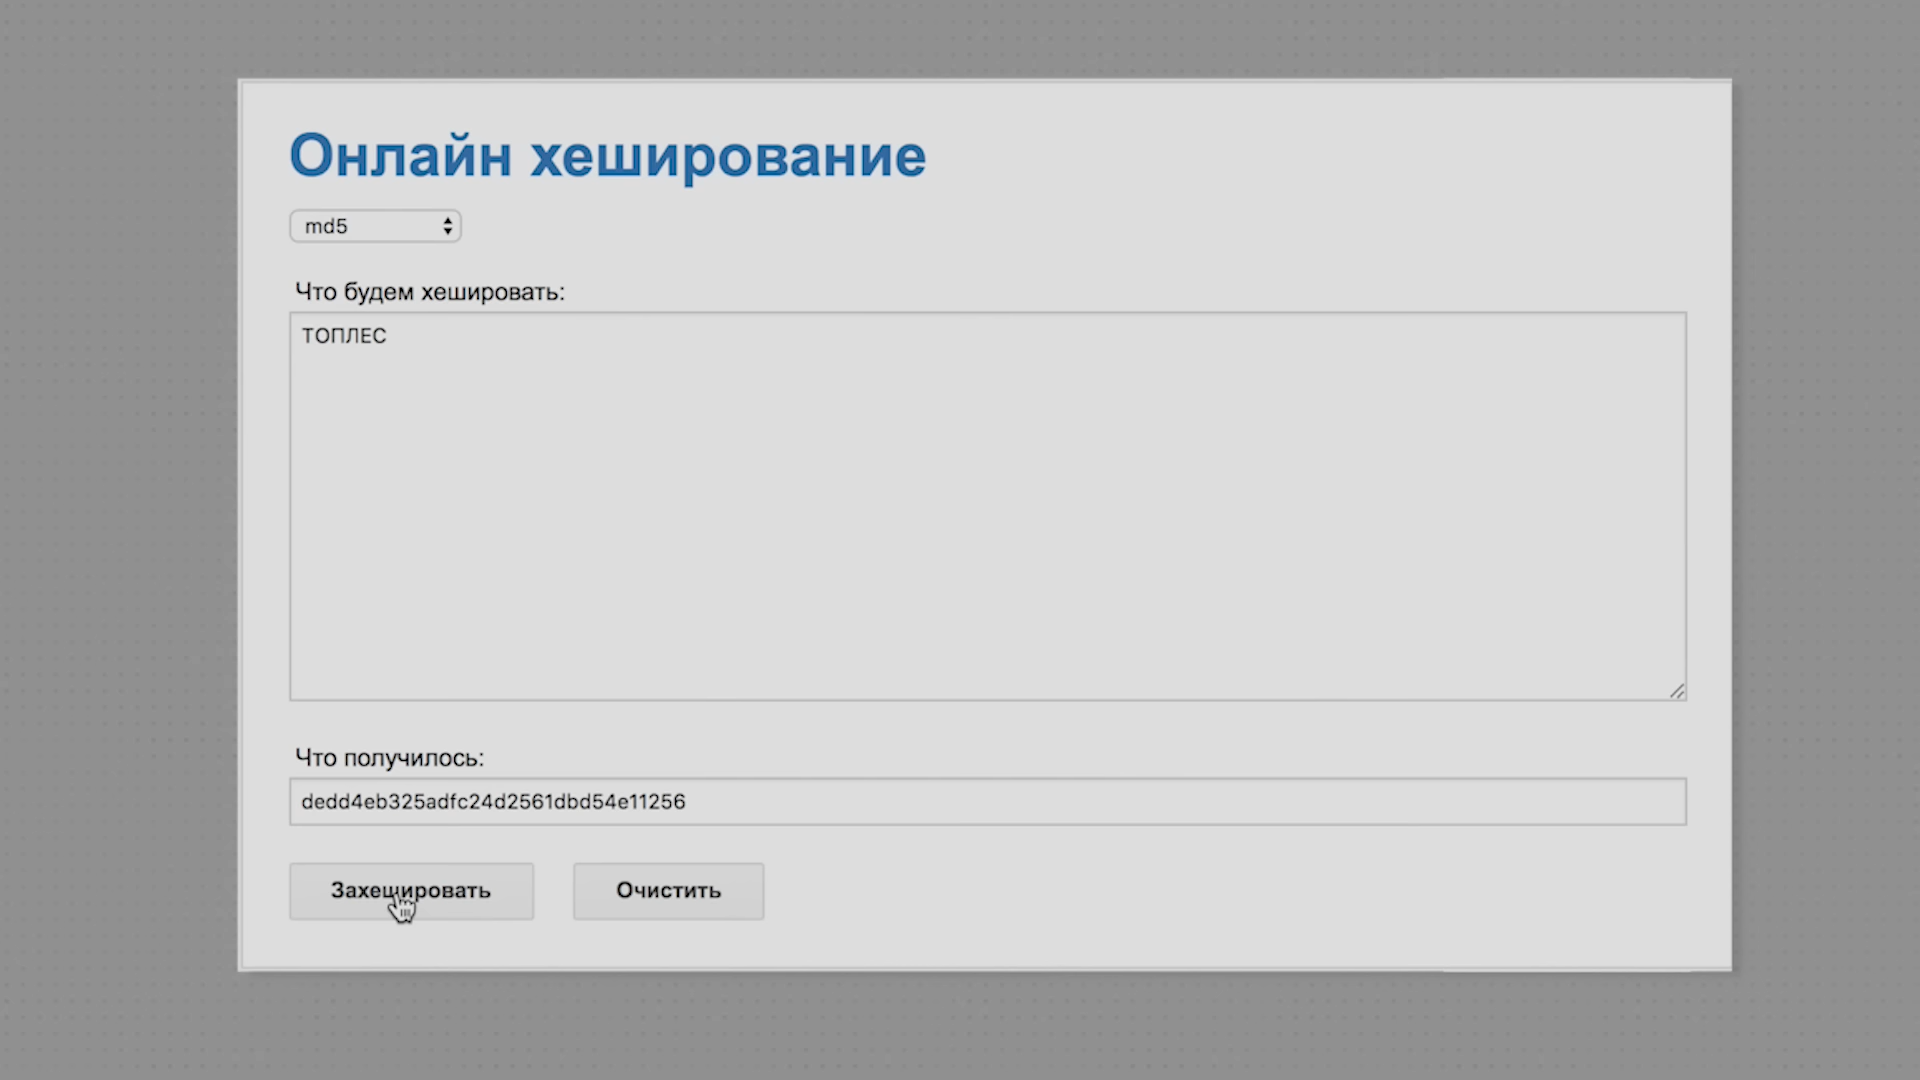 Онлайн хеширование
md5
Что будем хешировать:
ТОПЛЕС
Что получилось:
dedd4eb325adfc24d2561dbd54e11256
Захешировать
Очистить